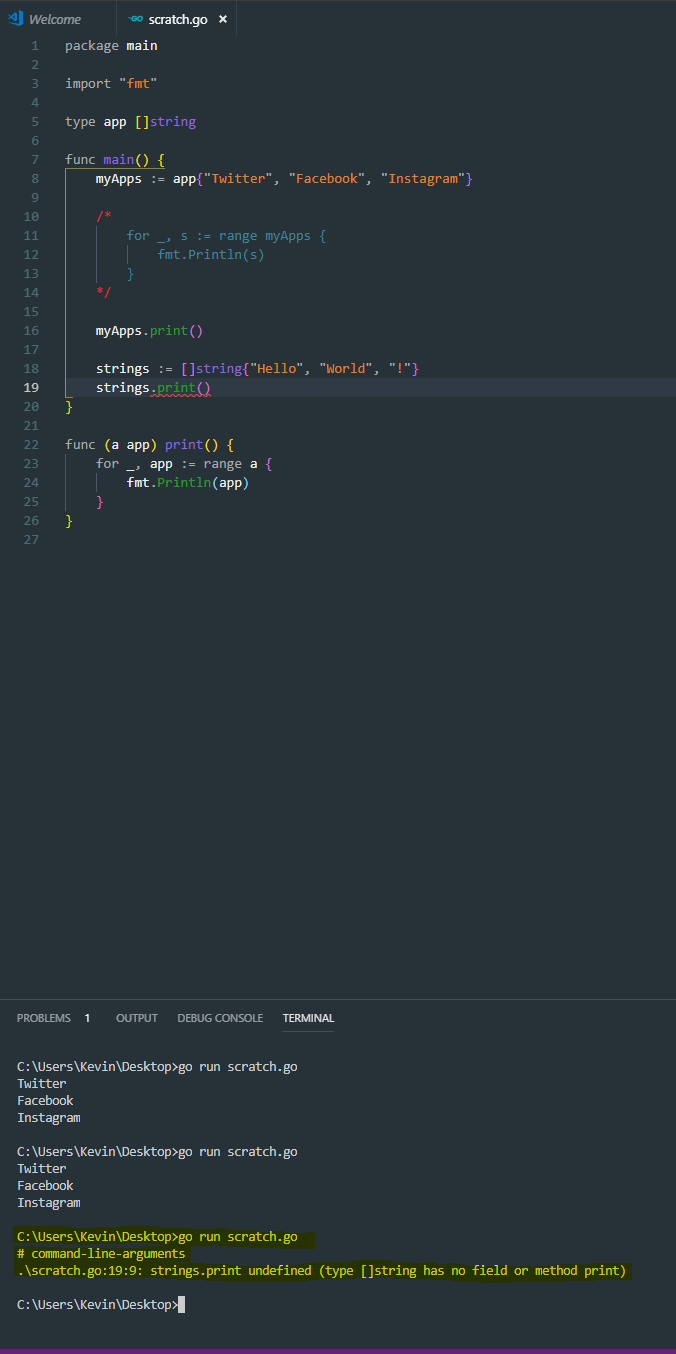 Welcome
GO scratch.go ×
1 package main
2
3 import "fmt"
4
5 type app []string
6
7 func main() {
8 myApps := app{"Twitter", "Facebook", "Instagram"}
9
10 /*
11 for _, s := range myApps {
12 fmt.Println(s)
13 }
14 */
15
16 myApps.print()
17
18 strings := []string{"Hello", "World", "!"}
19 strings.print()
20 }
21
22 func (a app) print() {
23 for _, app := range a {
24 fmt.Println(app)
25 }
26 }
27
PROBLEMS 1 OUTPUT DEBUG CONSOLE TERMINAL
C:\Users\Kevin\Desktop>go run scratch.go
Twitter
Facebook
Instagram
C:\Users\Kevin\Desktop>go run scratch.go
Twitter
Facebook
Instagram
C:\Users\Kevin\Desktop>go run scratch.go
# command-line-arguments
.\scratch.go:19:9: strings.print undefined (type []string has no field or method print)
C:\Users\Kevin\Desktop>